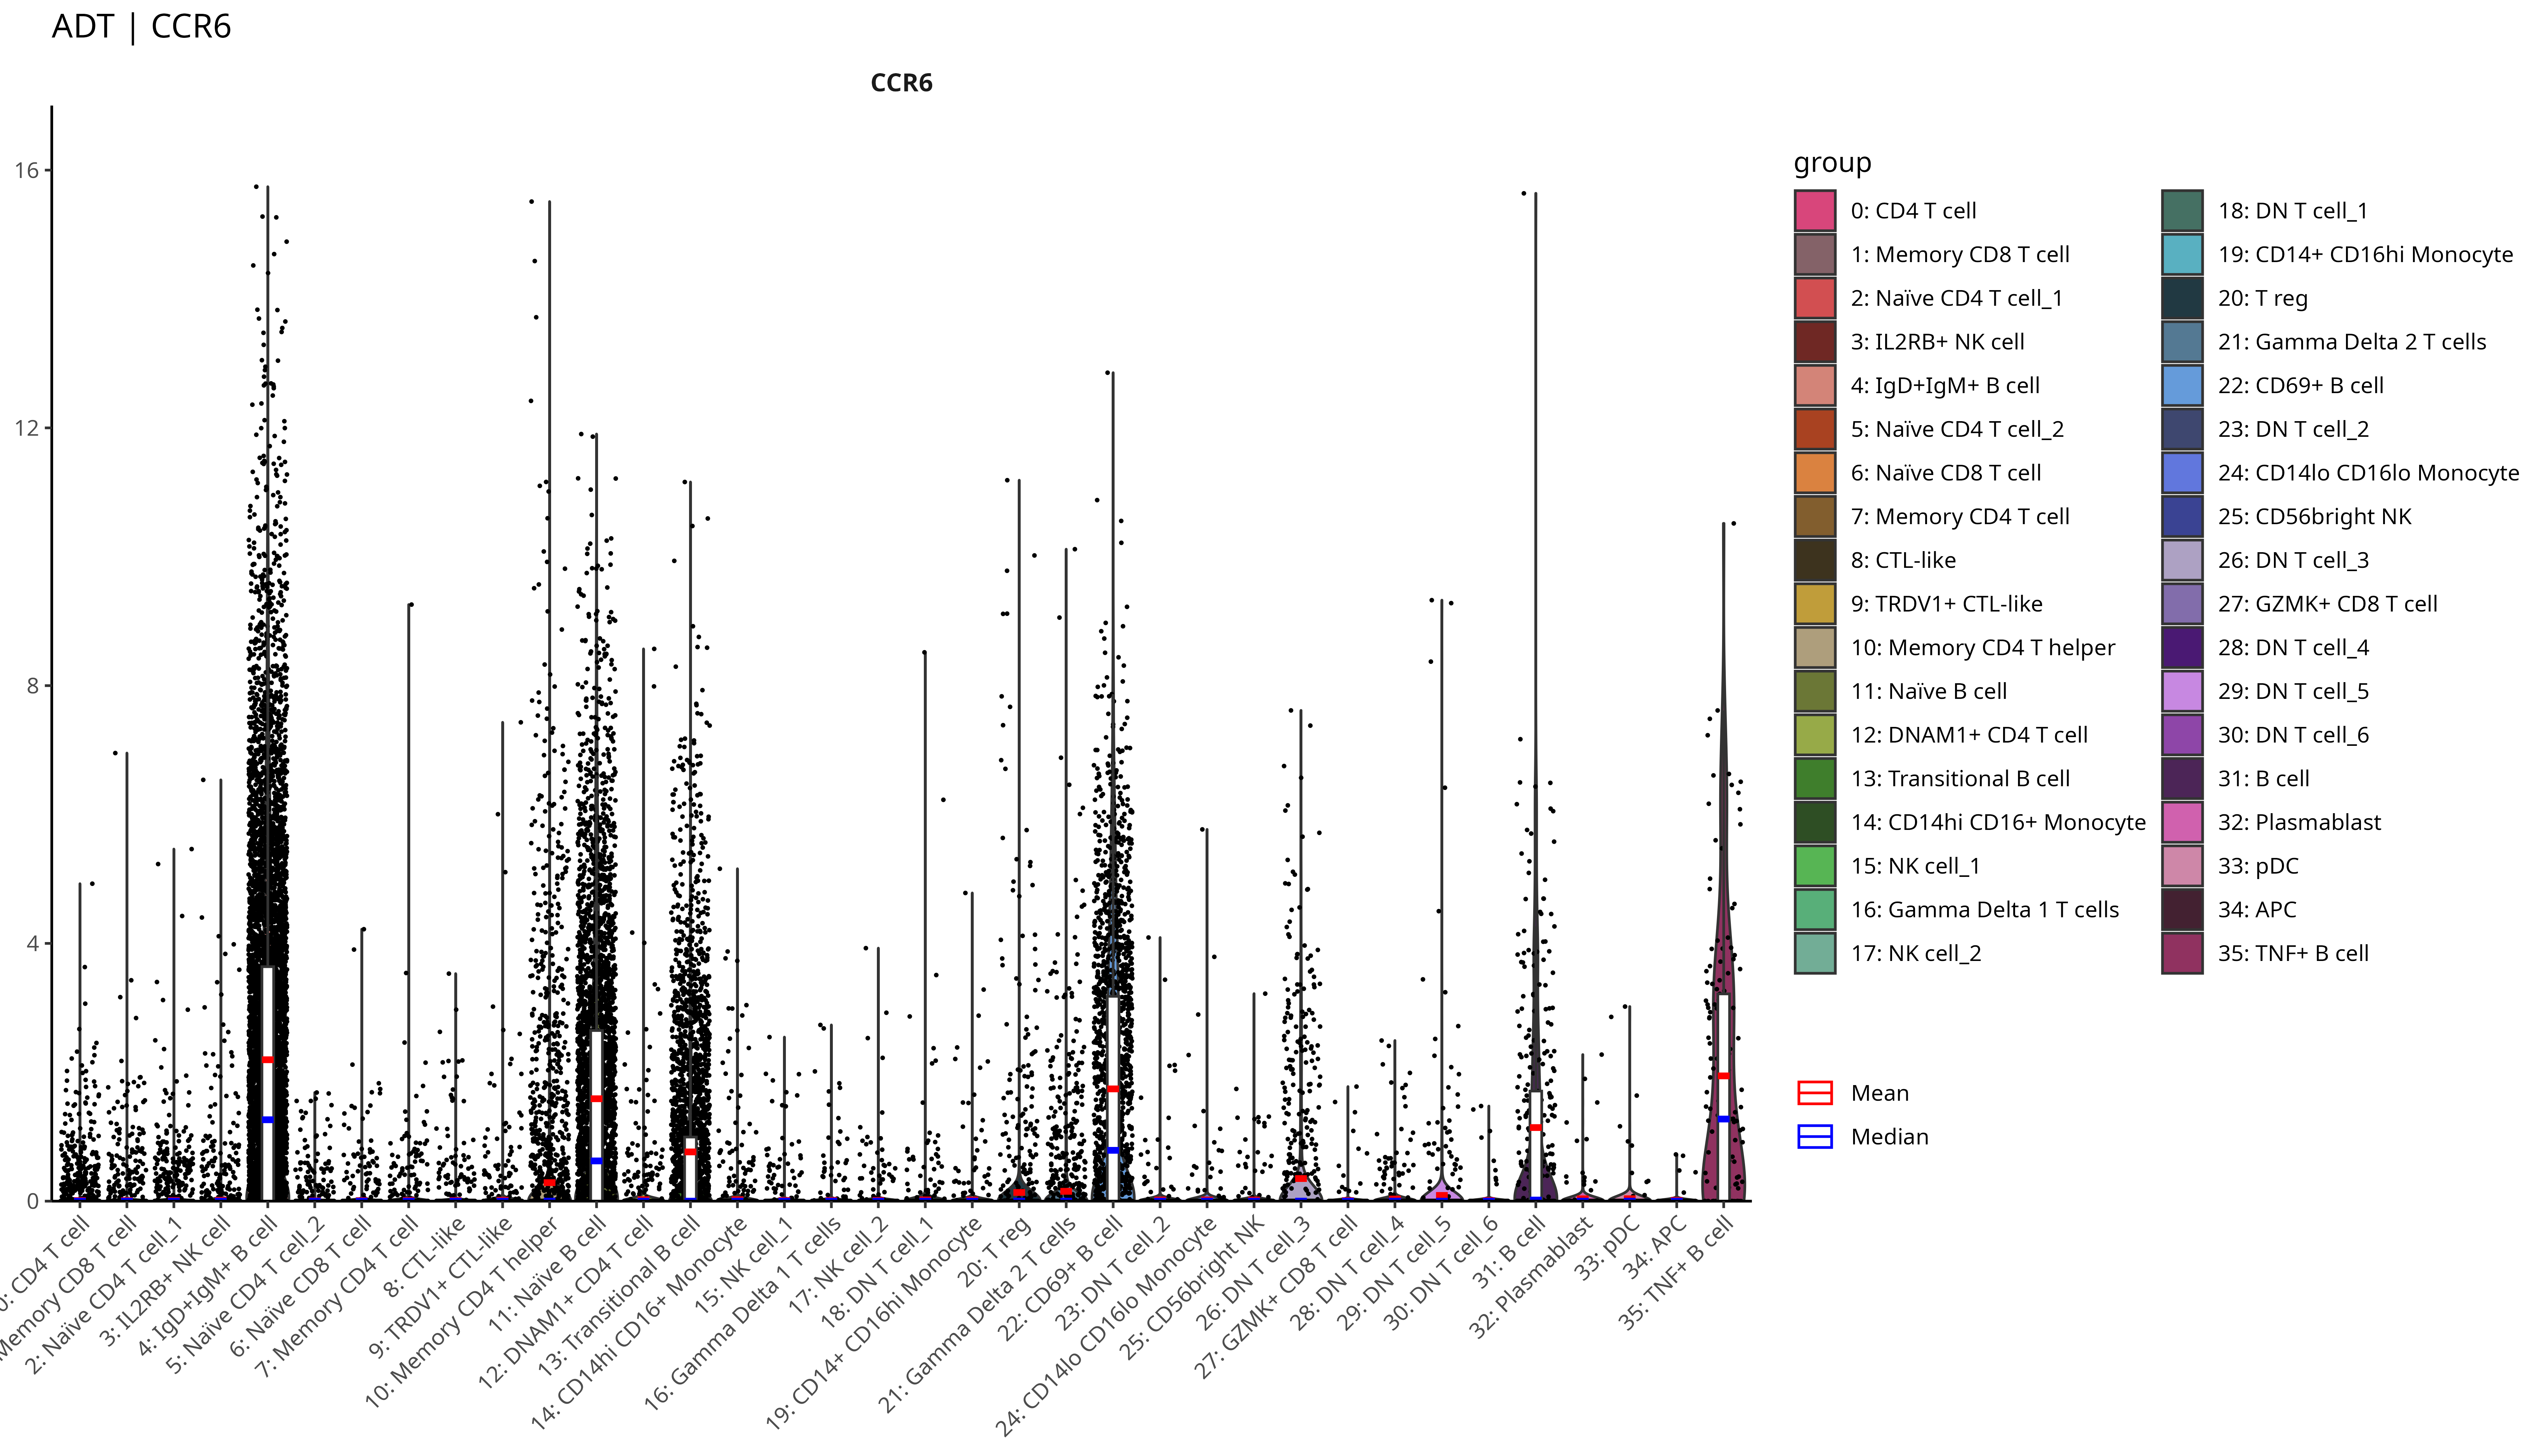 ADT | CCR6
CCR6
16
12
8
4
0
0: CD4 T cell
Memory CD8 T cell
2: Naïve CD4 T cell_1
3: IL2RB+ NK cell
4: IgD+IgM+ B cell
5: Naïve CD4 T cell_2
6: Naïve CD8 T cell
7: Memory CD4 T cell
8: CTL-like
9: TRDV1+ CTL-like
10: Memory CD4 T helper
11: Naïve B cell
12: DNAM1+ CD4 T cell
13: Transitional B cell
14: CD14hi CD16+ Monocyte
15: NK cell_1
16: Gamma Delta 1 T cells
17: NK cell_2
18: DN T cell_1
19: CD14+ CD16hi Monocyte
20: T reg
21: Gamma Delta 2 T cells
22: CD69+ B cell
23: DN T cell_2
24: CD14lo CD16lo Monocyte
25: CD56bright NK
26: DN T cell_3
27: GZMK+ CD8 T cell
28: DN T cell_4
29: DN T cell_5
30: DN T cell_6
31: B cell
32: Plasmablast
33: pDC
34: APC
35: TNF+ B cell
group
0: CD4 T cell
1: Memory CD8 T cell
2: Naïve CD4 T cell_1
3: IL2RB+ NK cell
4: IgD+IgM+ B cell
5: Naïve CD4 T cell_2
6: Naïve CD8 T cell
7: Memory CD4 T cell
8: CTL-like
9: TRDV1+ CTL-like
10: Memory CD4 T helper
11: Naïve B cell
12: DNAM1+ CD4 T cell
13: Transitional B cell
14: CD14hi CD16+ Monocyte
15: NK cell_1
16: Gamma Delta 1 T cells
17: NK cell_2
18: DN T cell_1
19: CD14+ CD16hi Monocyte
20: T reg
21: Gamma Delta 2 T cells
22: CD69+ B cell
23: DN T cell_2
24: CD14lo CD16lo Monocyte
25: CD56bright NK
26: DN T cell_3
27: GZMK+ CD8 T cell
28: DN T cell_4
29: DN T cell_5
30: DN T cell_6
31: B cell
32: Plasmablast
33: pDC
34: APC
35: TNF+ B cell
Mean
Median